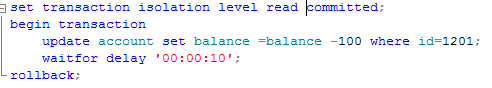 set transaction isolation level read committed;
begin transaction
update account set balance =balance -100 where id=1201;
waitfor delay '00:00:10';
rollback;